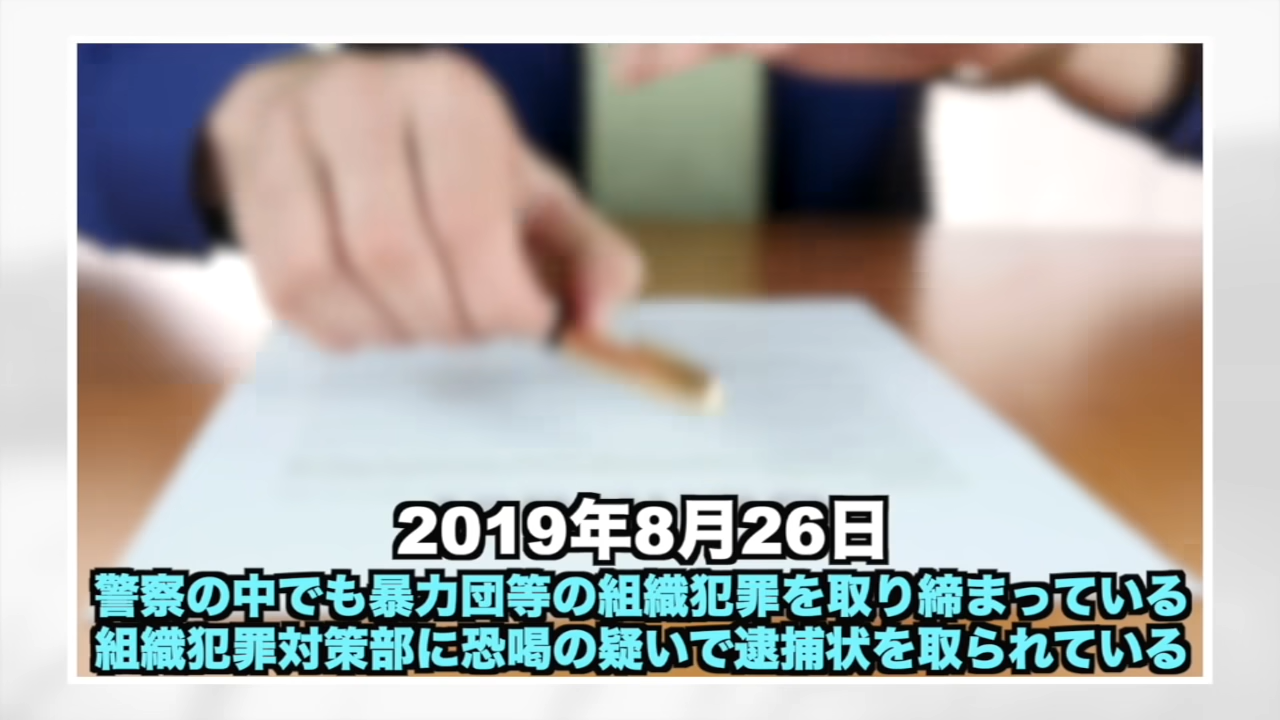 2019年8月26日
警察の中でも暴力団等の組織犯罪を取り締まっている
組織犯罪対策部に恐喝の疑いで逮捕状を取られている